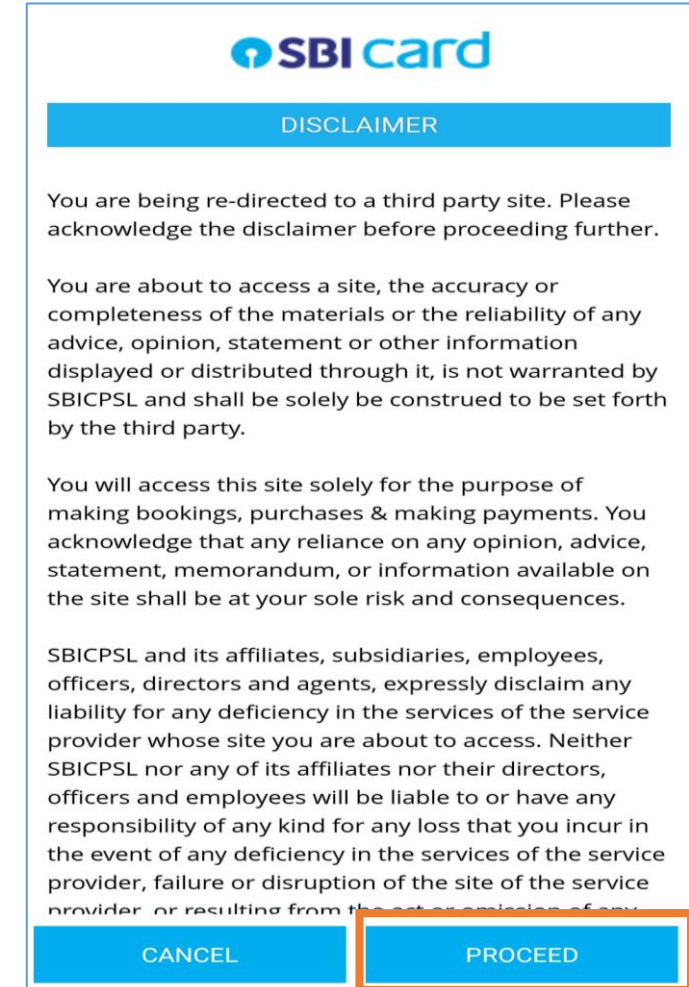 SBI card
DISCLAIMER
You are being re-directed to a third party site. Please
acknowledge the disclaimer before proceeding further.
You are about to access a site, the accuracy or
completeness of the materials or the reliability of any
advice, opinion, statement or other information
displayed or distributed through it, is not warranted by
SBICPSL and shall be solely be construed to be set forth
by the third party.
You will access this site solely for the purpose of
making bookings, purchases & making payments. You
acknowledge that any reliance on any opinion, advice,
statement, memorandum, or information available on
the site shall be at your sole risk and consequences.
SBICPSL and its affiliates, subsidiaries, employees,
officers, directors and agents, expressly disclaim any
liability for any deficiency in the services of the service
provider whose site you are about to access. Neither
SBICPSL nor any of its affiliates nor their directors,
officers and employees will be liable to or have any
responsibility of any kind for any loss that you incur in
the event of any deficiency in the services of the service
provider, failure or disruption of the site of the service
provider, or resulting from the act or omission of any
CANCEL PROCEED